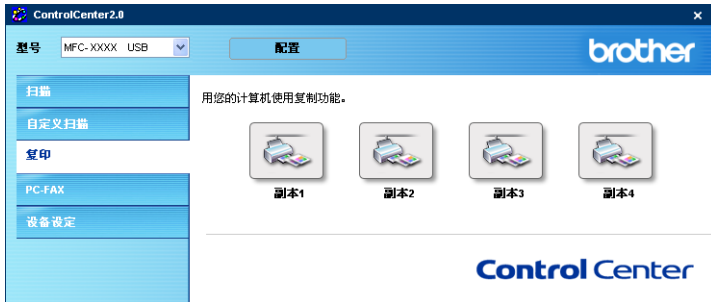 ControlCenter2.0
型号 MFC-XXXX USB 配置 brother
扫描
自定义扫描
复印
PC-FAX
设备设定
用您的计算机使用复制功能。
副本1 副本2 副本3 副本4
Control Center